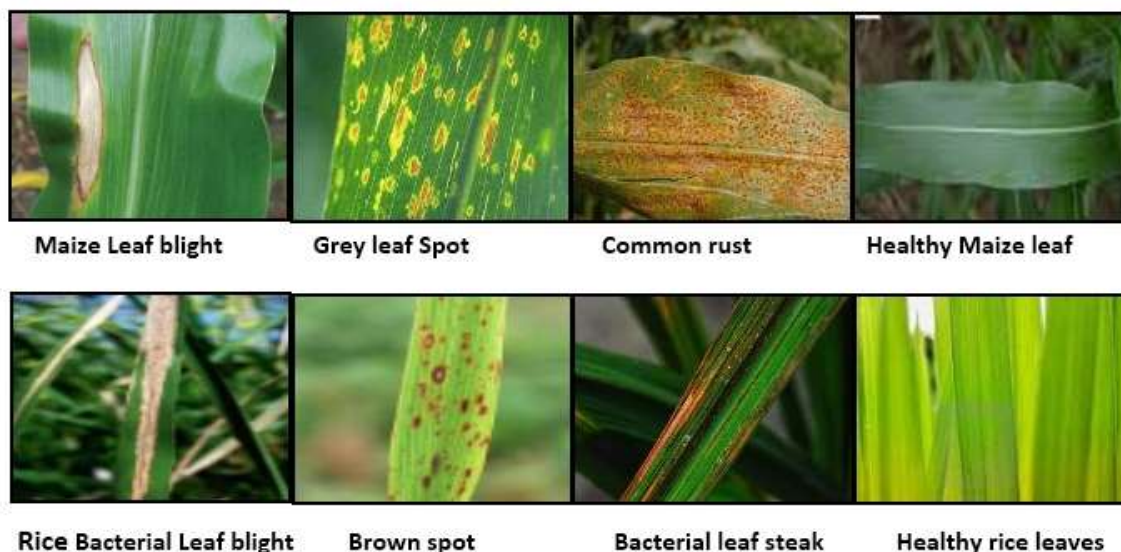 Maize Leaf blight
Grey leaf Spot
Common rust
Healthy Maize leaf
Rice Bacterial Leaf blight
Brown spot
Bacterial leaf steak
Healthy rice leaves